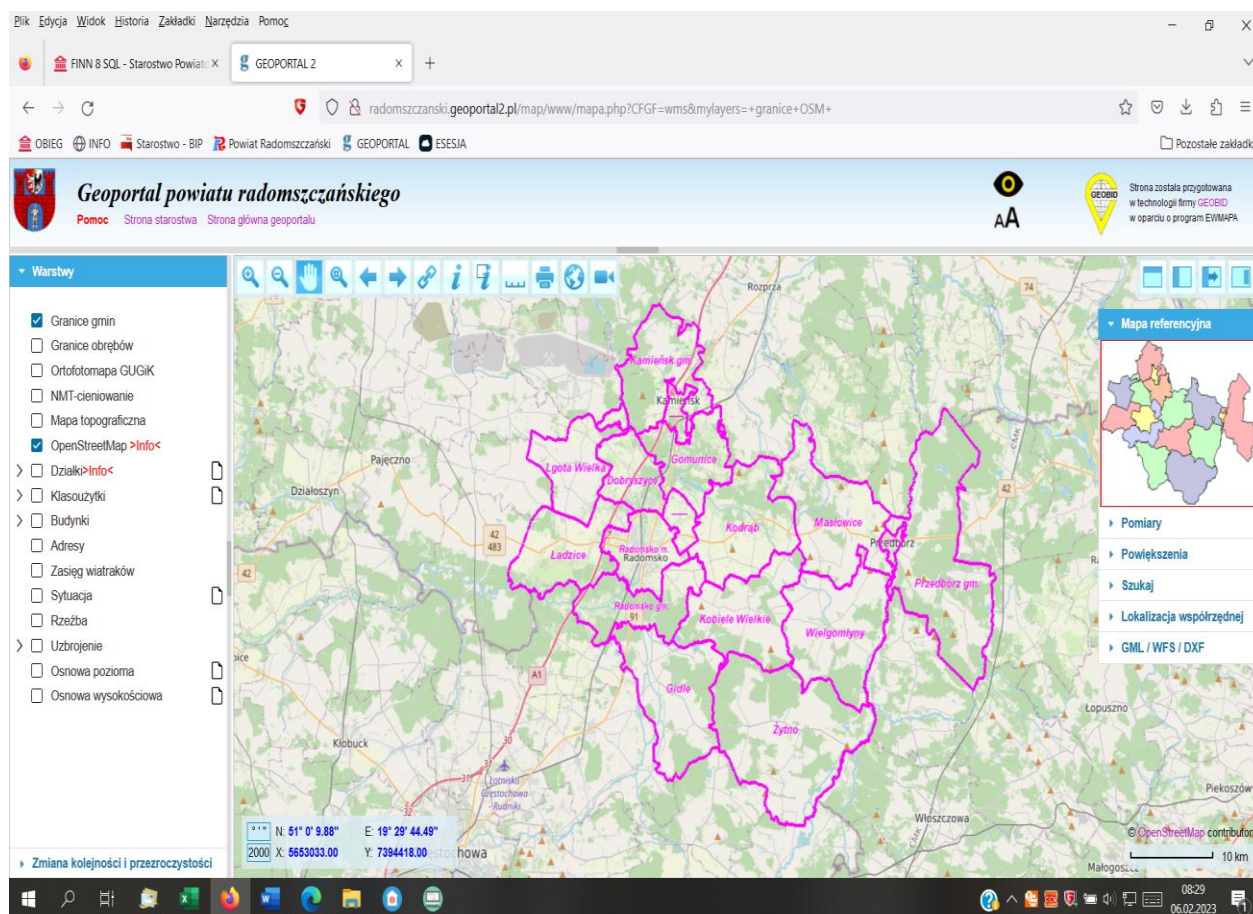 Plik Edycja Widok Historia Zakładki Narzędzia Pomoc
FINN 8 SQL - Starostwo Powiato
GEOPORTAL 2
radomszczanski.geoportal2.pl/map/www/mapa.php?CFGF=wms&mylayers=+granice+OSM+
OBIEG INFO Starostwo - BIP Powiat Radomszczański GEOPORTAL ESESJA
Pozostałe zakładk
Geoportal powiatu radomszczańskiego
Pomoc Strona starostwa Strona główna geoportalu
AA
GEOBID
Strona została przygotowana
w technologii firmy GEOBID
w oparciu o program EWMAPA
Warstwy
Granice gmin
Granice obrębów
Ortofotomapa GUGiK
NMT-cieniowanie
Mapa topograficzna
OpenStreetMap >Info<
Działki>Info<
Klasoużytki
Budynki
Adresy
Zasięg wiatraków
Sytuacja
Rzeźba
Uzbrojenie
Osnowa pozioma
Osnowa wysokościowa
Zmiana kolejności i przezroczystości
Rozprza
74
Kamieńsk gm.
Kamieńsk
Pajęczno
Lgota Wielka
Gomunice
Dobryszyce
CMK
Działoszyn
42
42
483
Kodrąb
Masłowice
Ładzice
Radomsko m.
Radomsko
Przedbórz
42
Przedbórz gm.
Radomsko gm.
91
Kobiele Wielkie
Wielgomłyny
A1
Gidle
Żytno
Łopuszno
Kłobuck
Lotnisko
Częstochowa
- Rudniki
Włoszczowa
CMK
Piekoszów
Małogoszcz
N: 51° 0' 9.88" E: 19° 29' 44.49"
2000 X: 5653033.00 Y: 7394418.00
© OpenStreetMap contributor
10 km
Mapa referencyjna
Pomiary
Powiększenia
Szukaj
Lokalizacja współrzędnej
GML / WFS / DXF
08:29
06.02.2023